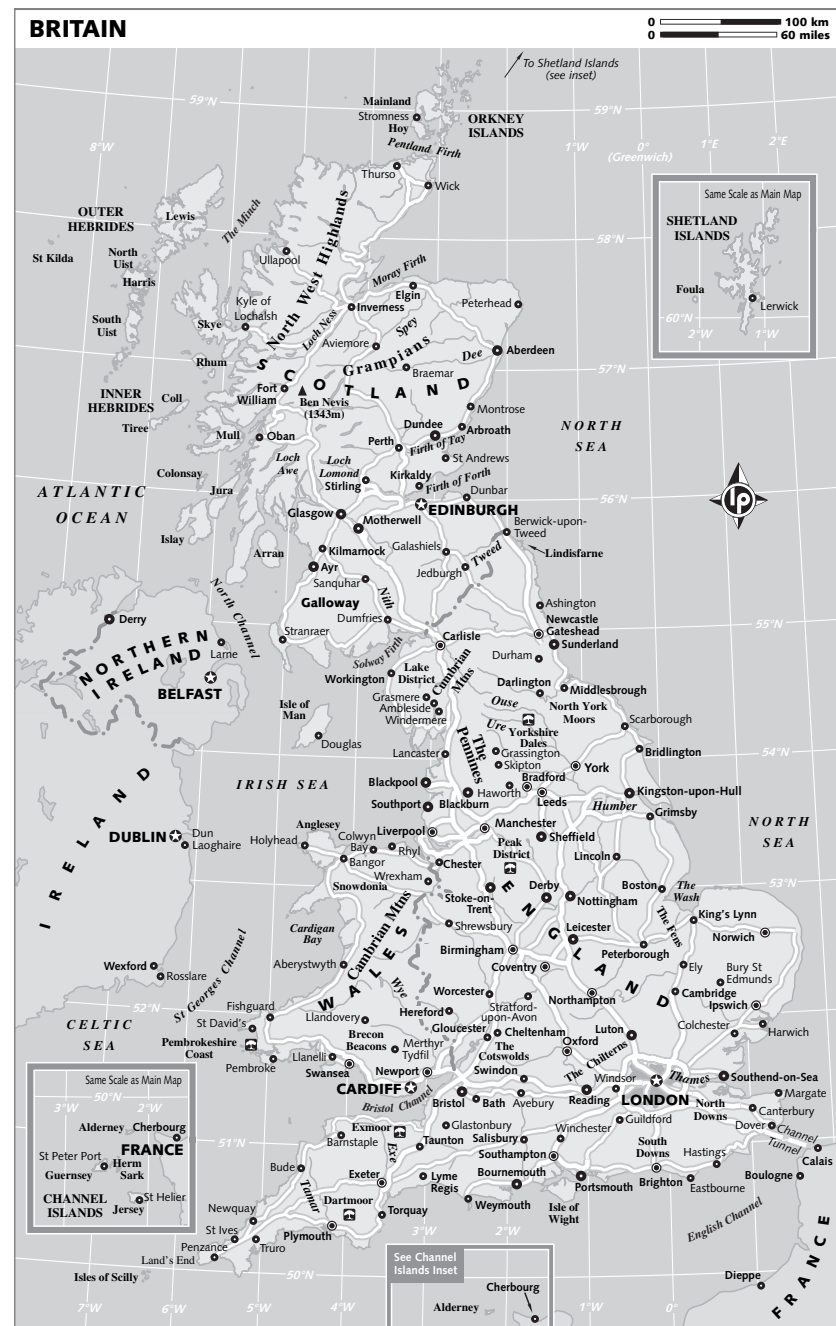 BRITAIN
0 100 km
0 60 miles
To Shetland Islands
(see inset)
59°N
59°N
8°W
1°W
0°
(Greenwich)
1°E
2°E
Mainland
Stromness
Hoy
ORKNEY
ISLANDS
Pentland Firth
Thurso
Wick
Same Scale as Main Map
SHETLAND
ISLANDS
Foula
Lerwick
60°N
2°W
1°W
OUTER
HEBRIDES
Lewis
The Minch
St Kilda
North
Uist
Harris
South
Uist
Ullapool
North West Highlands
58°N
Moray Firth
Kyle of
Lochalsh
Skye
Elgin
Inverness
Peterhead
Loch Ness
Spey
Aviemore
Grampians
Dee
Aberdeen
Rhum
Braemar
57°N
SCOTLAND
INNER
HEBRIDES
Coll
Tiree
Fort
William
Ben Nevis
(1343m)
Montrose
Dundee
Arbroath
Mull
Oban
Perth
Firth of Tay
St Andrews
NORTH
SEA
Loch
Awe
Loch
Lomond
Stirling
Kirkaldy
Firth of Forth
Dunbar
Colonsay
Jura
ATLANTIC
OCEAN
56°N
lp
Glasgow
Motherwell
EDINBURGH
Islay
Berwick-upon-
Tweed
Lindisfarne
Arran
Kilmarnock
Galashiels
Tweed
Ayr
Jedburgh
Sanquhar
Nith
Galloway
Ashington
North Channel
Derry
Dumfries
Stranraer
Newcastle
Gateshead
55°N
NORTHERN
IRELAND
Larne
Carlisle
Sunderland
Solway Firth
Durham
BELFAST
Workington
Lake
District
Cumbrian
Mtns
Darlington
Middlesbrough
Isle of
Man
Grasmere
Ambleside
Windermere
Ouse
Ure
North York
Moors
Yorkshire
Dales
Scarborough
Douglas
The
Pennines
Lancaster
Grassington
Skipton
Bridlington
54°N
York
IRISH SEA
Blackpool
Bradford
Haworth
Leeds
Kingston-upon-Hull
Southport
Blackburn
Humber
Grimsby
IRELAND
DUBLIN
Dun
Laoghaire
Anglesey
Holyhead
Colwyn
Bay
Rhyl
Liverpool
Manchester
Sheffield
NORTH
SEA
Bangor
Peak
District
Chester
Lincoln
Wrexham
Snowdonia
53°N
Stoke-on-
Trent
Derby
Nottingham
Boston
The
Wash
ENGLAND
Shrewsbury
King's Lynn
Cardigan
Bay
Cambrian Mtns
Leicester
The Fens
Norwich
Birmingham
Peterborough
WALES
Aberystwyth
Coventry
Ely
Bury St
Edmunds
Wexford
Rosslare
St Georges Channel
Wye
Worcester
Northampton
Cambridge
52°N
Fishguard
Llandovery
Hereford
Stratford-
upon-Avon
Ipswich
CELTIC
SEA
St David's
Brecon
Beacons
Merthyr
Tydfil
Gloucester
Cheltenham
Luton
Colchester
Harwich
Pembrokeshire
Coast
Pembroke
Llanelli
Swansea
Newport
The
Cotswolds
Oxford
The Chilterns
CARDIFF
Swindon
Windsor
Thames
Southend-on-Sea
Bristol Channel
Bristol
Bath
Avebury
Reading
LONDON
Margate
North
Downs
Canterbury
Same Scale as Main Map
3°W
50°N
2°W
Alderney
Cherbourg
FRANCE
St Peter Port
Herm
Guernsey
Sark
CHANNEL
ISLANDS
St Helier
Jersey
51°N
Exmoor
Barnstaple
Glastonbury
Taunton
Winchester
Guildford
Dover
Channel
Tunnel
Salisbury
Southampton
South
Downs
Hastings
Calais
Bude
Exe
Exeter
Lyme
Regis
Bournemouth
Portsmouth
Brighton
Eastbourne
Boulogne
Tamar
Dartmoor
Torquay
Weymouth
Isle of
Wight
Newquay
St Ives
Penzance
Truro
Plymouth
Land's End
English Channel
3°W
2°W
Isles of Scilly
50°N
See Channel
Islands Inset
Cherbourg
Alderney
Dieppe
FRANCE
7°W
6°W
5°W
4°W
1°W
0°